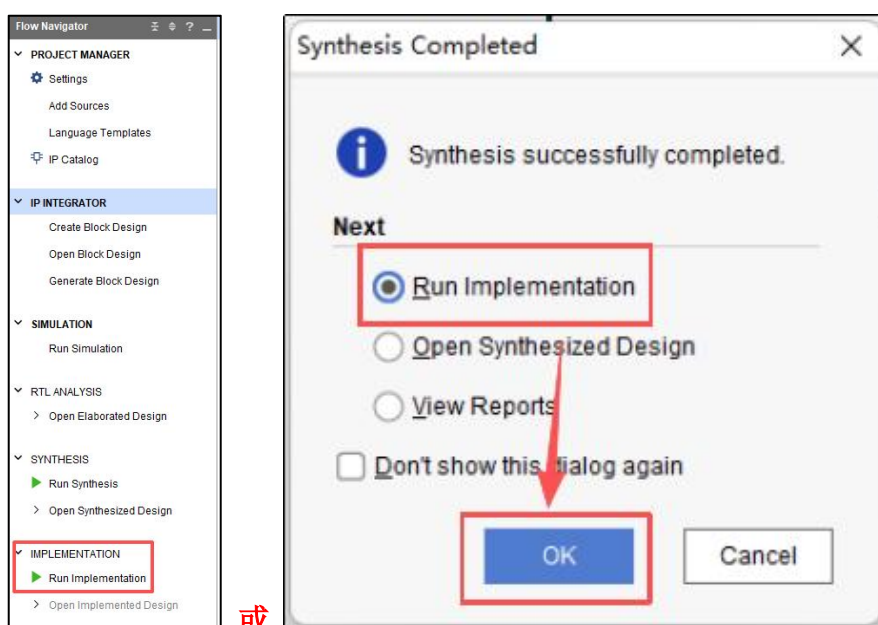 Flow Navigator ? _
PROJECT MANAGER
Settings
Add Sources
Language Templates
IP Catalog
IP INTEGRATOR
Create Block Design
Open Block Design
Generate Block Design
SIMULATION
Run Simulation
RTL ANALYSIS
Open Elaborated Design
SYNTHESIS
Run Synthesis
Open Synthesized Design
IMPLEMENTATION
Run Implementation
Open Implemented Design
或
Synthesis Completed
Synthesis successfully completed.
Next
Run Implementation
Open Synthesized Design
View Reports
Don't show this dialog again
OK Cancel